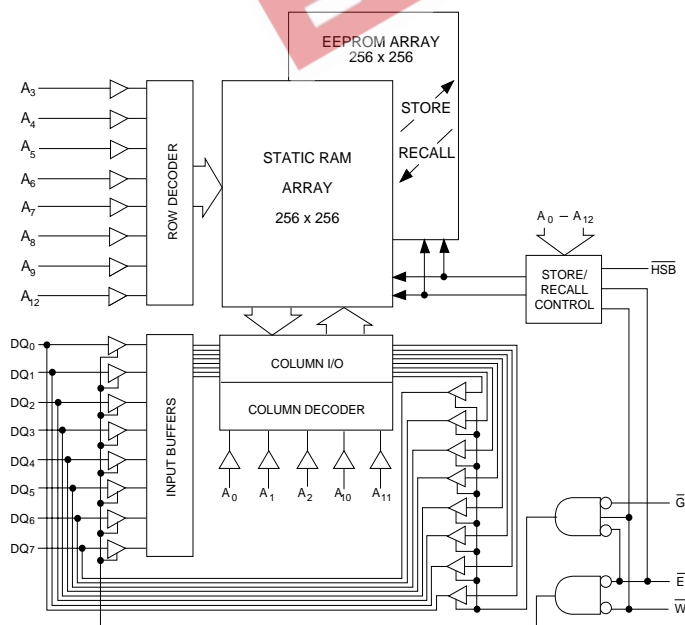 EEPROM ARRAY
256 x 256
STORE
RECALL
STATIC RAM
ARRAY
256 x 256
ROW DECODER
A3
A4
A5
A6
A7
A8
A9
A12
A0 – A12
STORE/
RECALL
CONTROL
HSB
COLUMN I/O
COLUMN DECODER
INPUT BUFFERS
DQ0
DQ1
DQ2
DQ3
DQ4
DQ5
DQ6
DQ7
A0 A1 A2 A10 A11
G
E
W